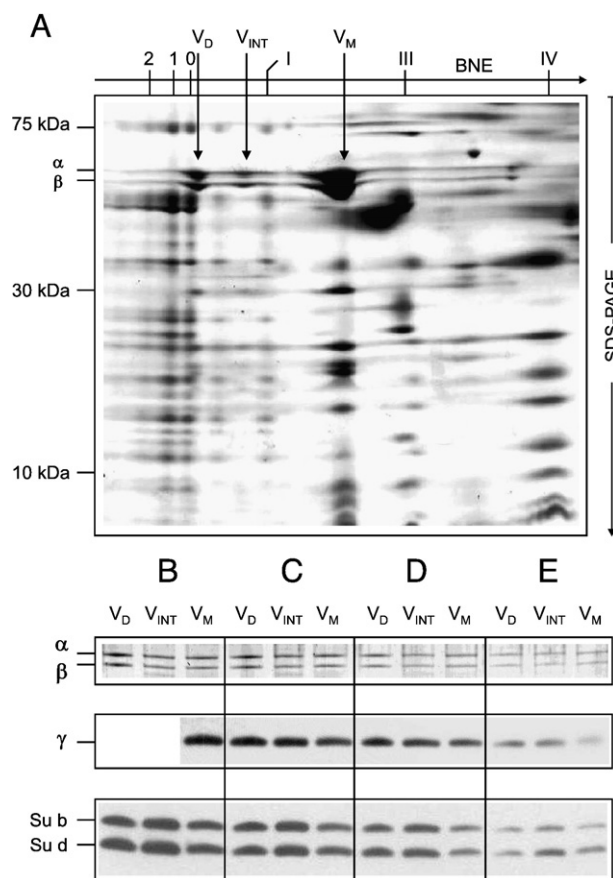 A
V_D V_INT V_M
2 1 0 I III BNE IV
75 kDa
α
β
30 kDa
10 kDa
SDS-PAGE
B C D E
V_D V_INT V_M V_D V_INT V_M V_D V_INT V_M V_D V_INT V_M
α
β
γ
Su b
Su d